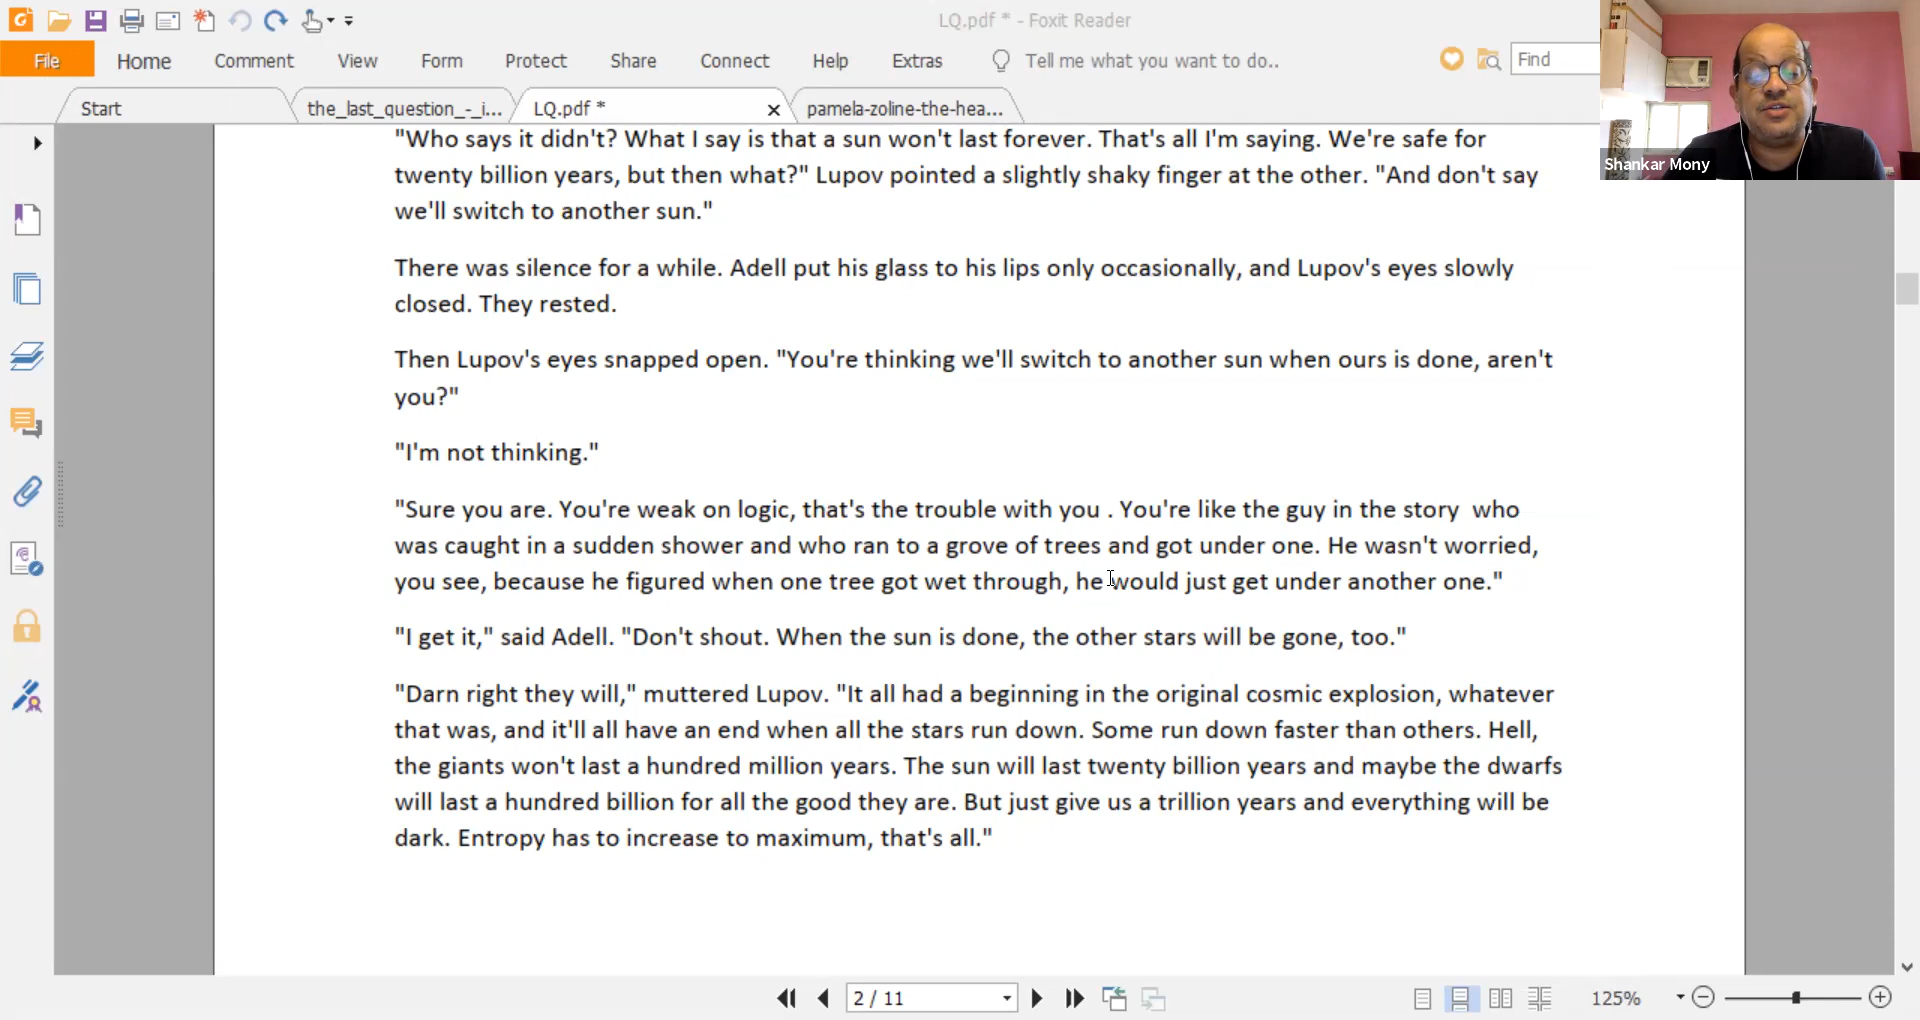 LQ.pdf * - Foxit Reader
File Home Comment View Form Protect Share Connect Help Extras Tell me what you want to do.. Find
Start the_last_question_-_i... LQ.pdf * pamela-zoline-the-hea...
Shankar Mony
"Who says it didn't? What I say is that a sun won't last forever. That's all I'm saying. We're safe for
twenty billion years, but then what?" Lupov pointed a slightly shaky finger at the other. "And don't say
we'll switch to another sun."
There was silence for a while. Adell put his glass to his lips only occasionally, and Lupov's eyes slowly
closed. They rested.
Then Lupov's eyes snapped open. "You're thinking we'll switch to another sun when ours is done, aren't
you?"
"I'm not thinking."
"Sure you are. You're weak on logic, that's the trouble with you . You're like the guy in the story  who
was caught in a sudden shower and who ran to a grove of trees and got under one. He wasn't worried,
you see, because he figured when one tree got wet through, he would just get under another one."
"I get it," said Adell. "Don't shout. When the sun is done, the other stars will be gone, too."
"Darn right they will," muttered Lupov. "It all had a beginning in the original cosmic explosion, whatever
that was, and it'll all have an end when all the stars run down. Some run down faster than others. Hell,
the giants won't last a hundred million years. The sun will last twenty billion years and maybe the dwarfs
will last a hundred billion for all the good they are. But just give us a trillion years and everything will be
dark. Entropy has to increase to maximum, that's all."
2 / 11 125%